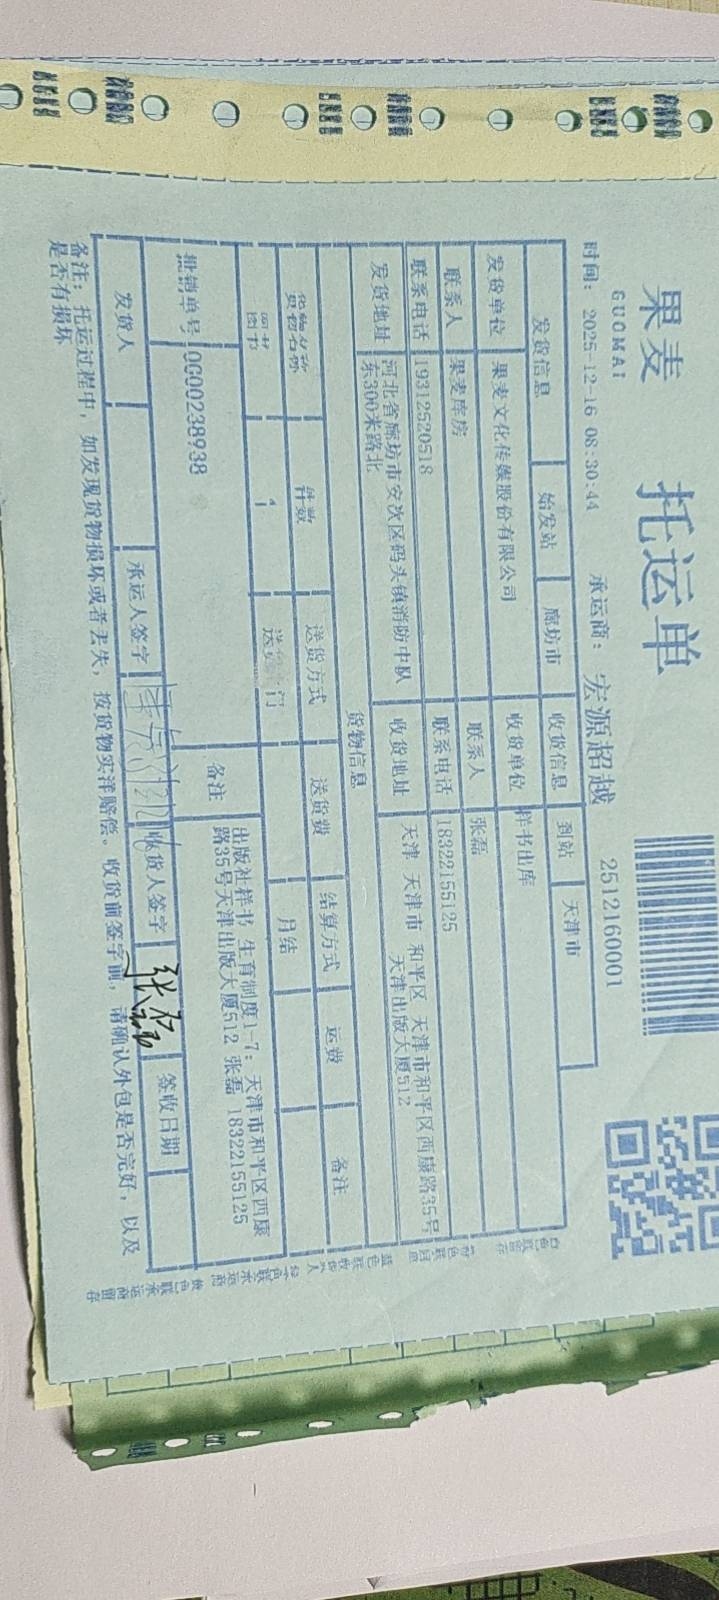 果麦 托运单
GUOMAI
时间: 2025-12-16 08:30:44 承运商: 宏源超越 2512160001
发货信息 始发站 廊坊市 收货信息 到站 天津市
发货单位 果麦文化传媒股份有限公司 收货单位 样书出库
联系人 果麦库房 联系人 张磊
联系电话 19312520518 联系电话 18322155125
发货地址 河北省廊坊市安次区码头镇消防中队东300米路北 收货地址 天津 天津市 和平区 天津市和平区西康路35号天津出版大厦512
货物信息
货物名称 件数 送货方式 送货费 结算方式 运费 备注
图书 1 送货上门 月结
批销单号 0G00238938 备注 出版社样书 生育制度1-7; 天津市和平区西康路35号天津出版大厦512 张磊 18322155125
发货人 承运人签字 收货人签字 张磊 签收日期
备注: 托运过程中, 如发现货物损坏或者丢失, 按货物实洋赔偿。收货前签字前, 请确认外包是否完好, 以及
是否有损坏